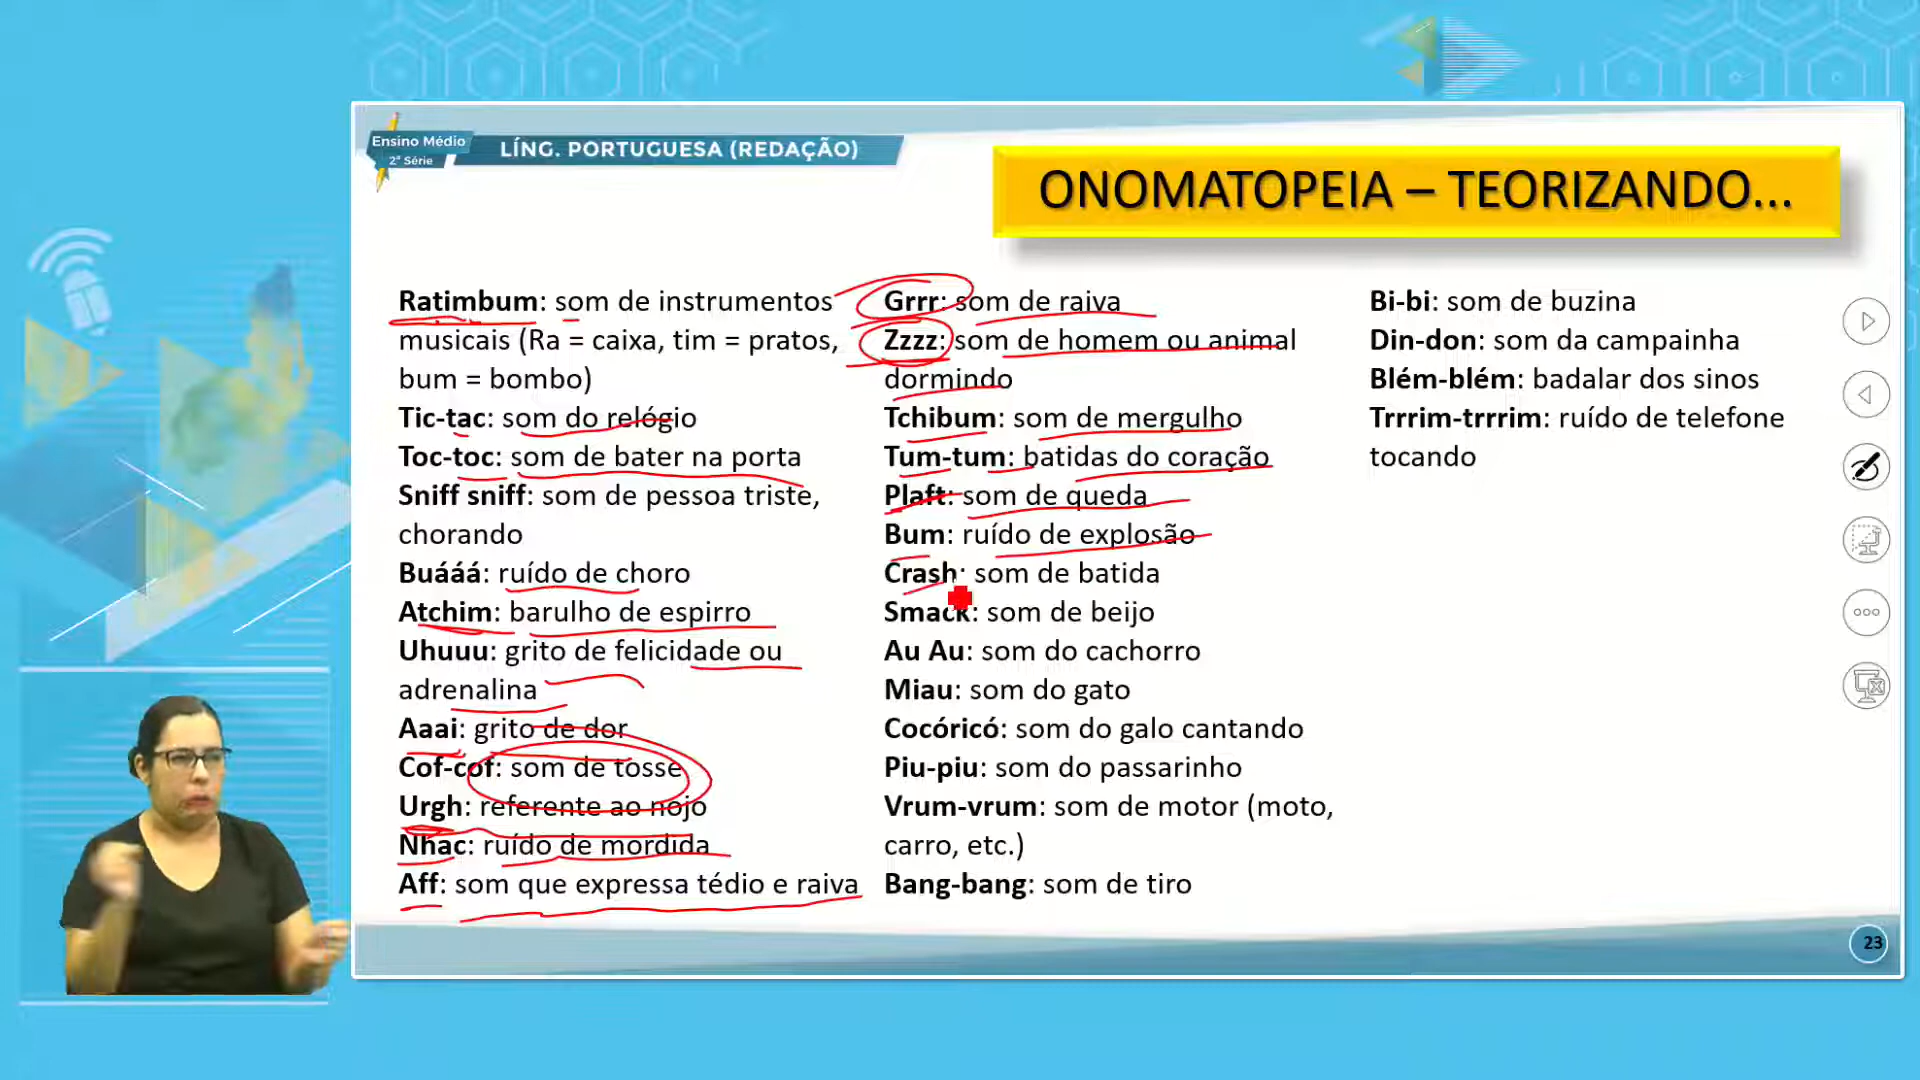 Ensino Médio
2ª Série
LÍNG. PORTUGUESA (REDAÇÃO)
ONOMATOPEIA – TEORIZANDO...
Ratimbum: som de instrumentos
musicais (Ra = caixa, tim = pratos,
bum = bombo)
Tic-tac: som do relógio
Toc-toc: som de bater na porta
Sniff sniff: som de pessoa triste,
chorando
Buááá: ruído de choro
Atchim: barulho de espirro
Uhuuu: grito de felicidade ou
adrenalina
Aaai: grito de dor
Cof-cof: som de tosse
Urgh: referente ao nojo
Nhac: ruído de mordida
Aff: som que expressa tédio e raiva
Grrr: som de raiva
Zzzz: som de homem ou animal
dormindo
Tchibum: som de mergulho
Tum-tum: batidas do coração
Plaft: som de queda
Bum: ruído de explosão
Crash: som de batida
Smack: som de beijo
Au Au: som do cachorro
Miau: som do gato
Cocóricó: som do galo cantando
Piu-piu: som do passarinho
Vrum-vrum: som de motor (moto,
carro, etc.)
Bang-bang: som de tiro
Bi-bi: som de buzina
Din-don: som da campainha
Blém-blém: badalar dos sinos
Trrrim-trrrim: ruído de telefone
tocando
23